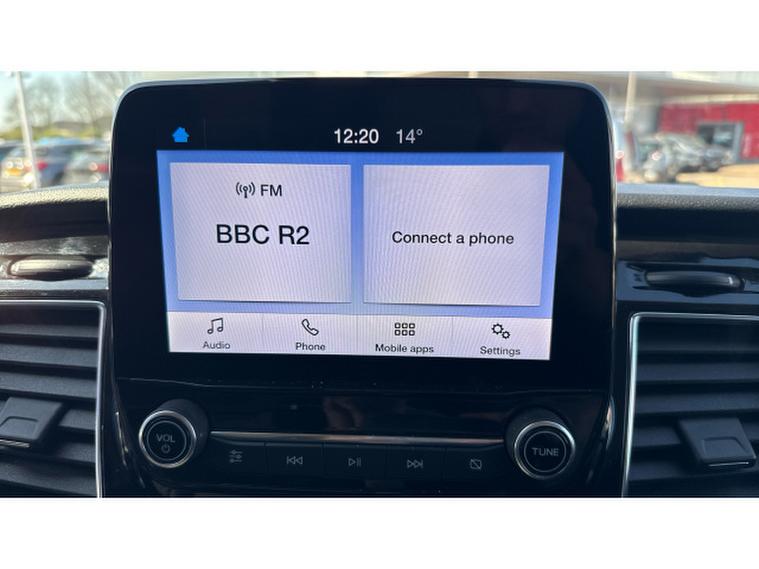 12:20 14°
FM
BBC R2
Connect a phone
Audio Phone Mobile apps Settings
VOL
TUNE